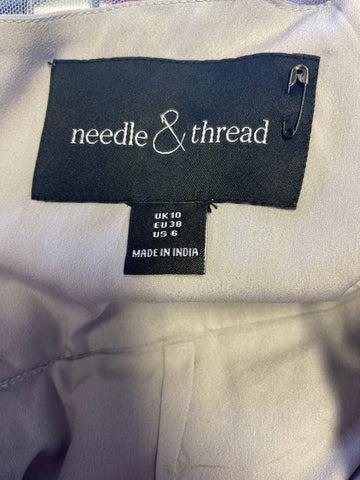 needle & thread
UK 10
EU 38
US 6
MADE IN INDIA